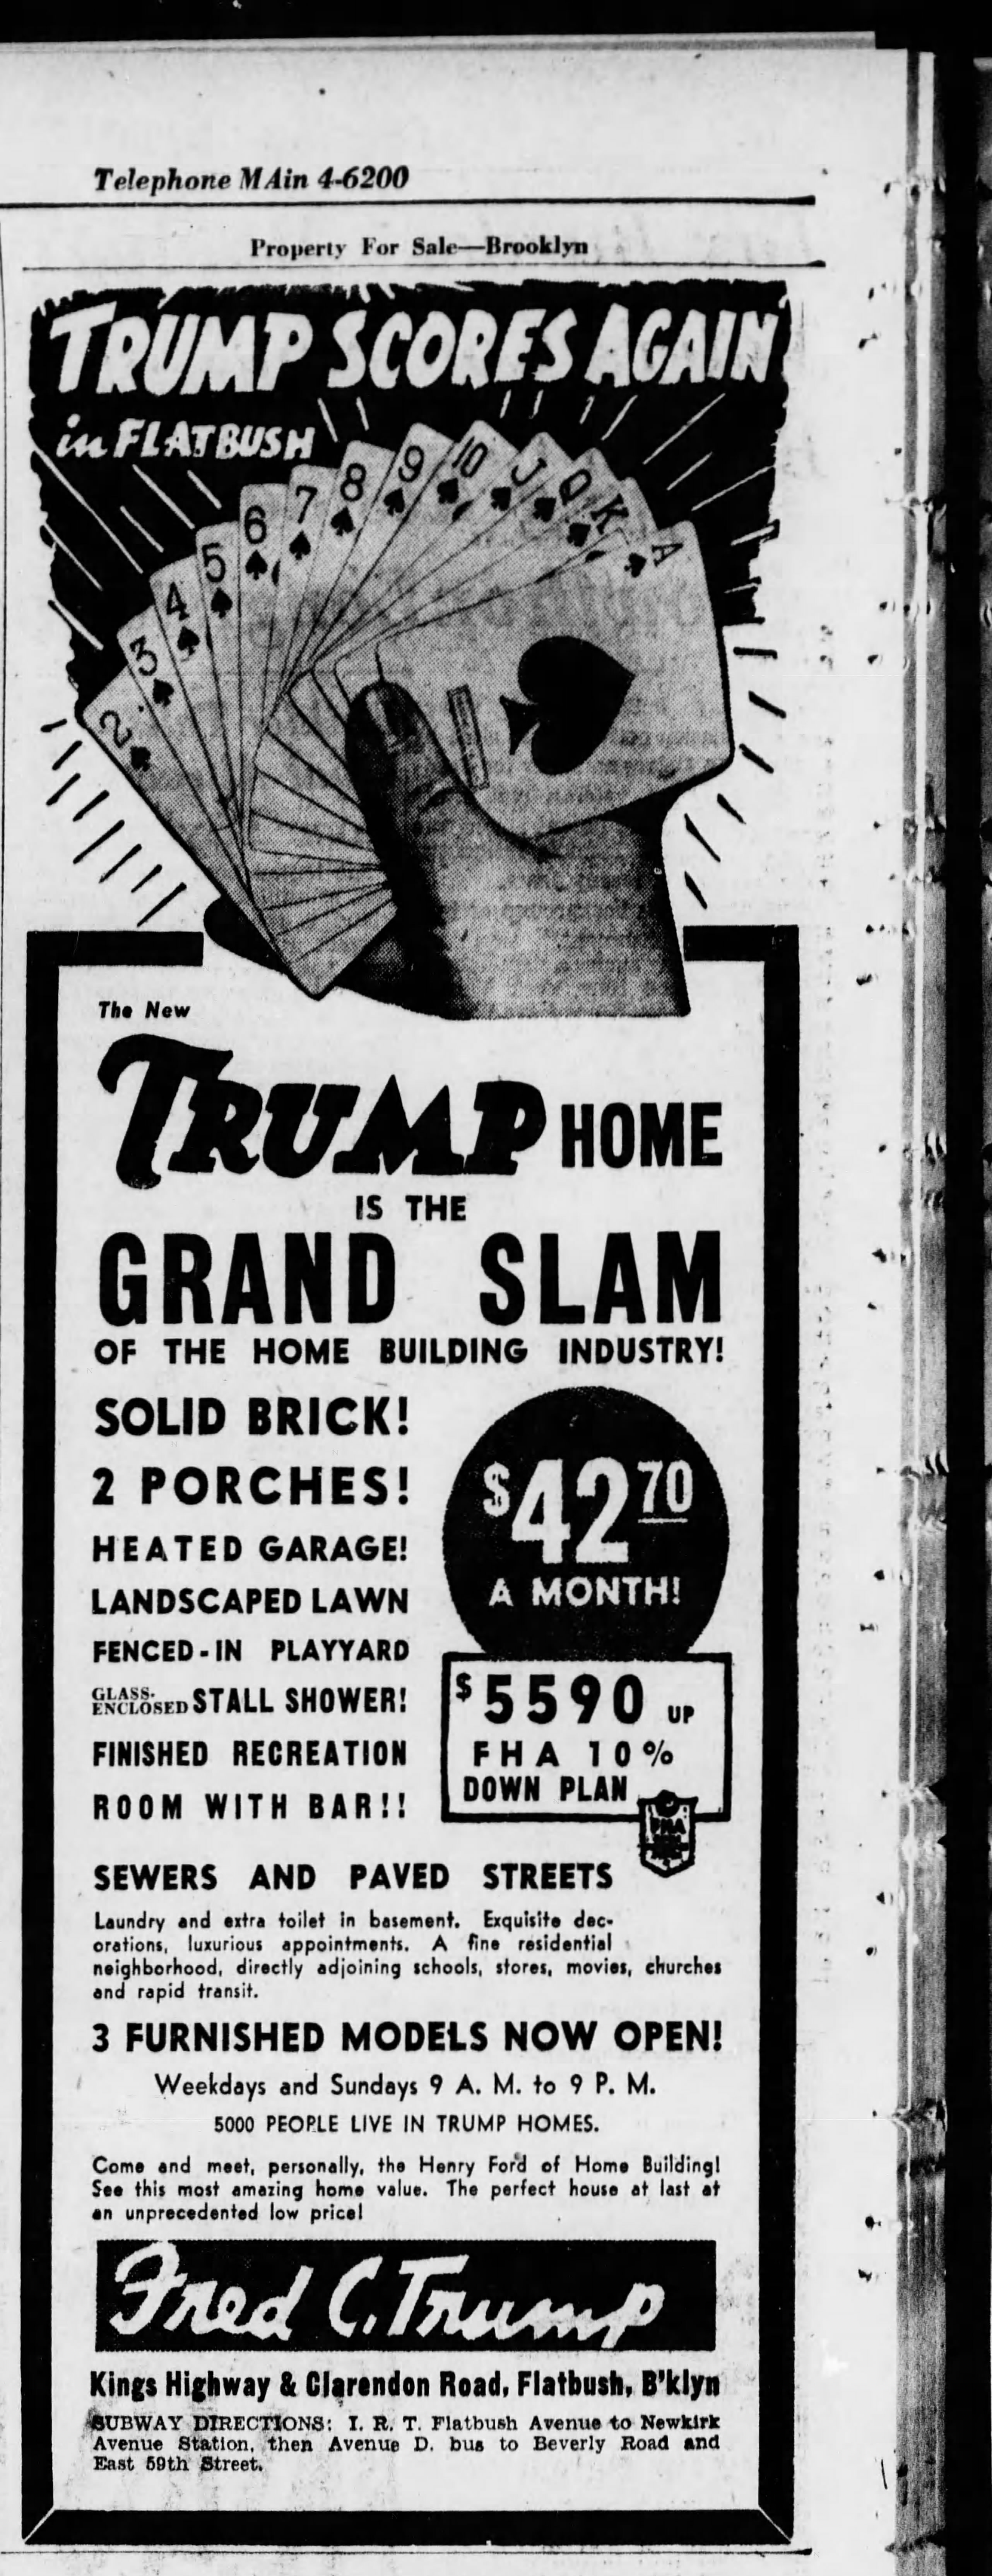 Telephone MAin 4-6200
Property For Sale—Brooklyn
TRUMP SCORES AGAIN
in FLATBUSH
2 3 4 5 6 7 8 9 10 J Q K A
The New
TRUMP HOME
IS THE
GRAND SLAM
OF THE HOME BUILDING INDUSTRY!
SOLID BRICK!
2 PORCHES!
HEATED GARAGE!
LANDSCAPED LAWN
FENCED-IN PLAYYARD
GLASS-
ENCLOSED STALL SHOWER!
FINISHED RECREATION
ROOM WITH BAR!!
$42 70
A MONTH!
$5590 UP
FHA 10%
DOWN PLAN
FHA
SEWERS AND PAVED STREETS
Laundry and extra toilet in basement. Exquisite dec-
orations, luxurious appointments. A fine residential
neighborhood, directly adjoining schools, stores, movies, churches
and rapid transit.
3 FURNISHED MODELS NOW OPEN!
Weekdays and Sundays 9 A. M. to 9 P. M.
5000 PEOPLE LIVE IN TRUMP HOMES.
Come and meet, personally, the Henry Ford of Home Building!
See this most amazing home value. The perfect house at last at
an unprecedented low price!
Fred C. Trump
Kings Highway & Clarendon Road, Flatbush, B'klyn
SUBWAY DIRECTIONS: I. R. T. Flatbush Avenue to Newkirk
Avenue Station, then Avenue D. bus to Beverly Road and
East 59th Street.